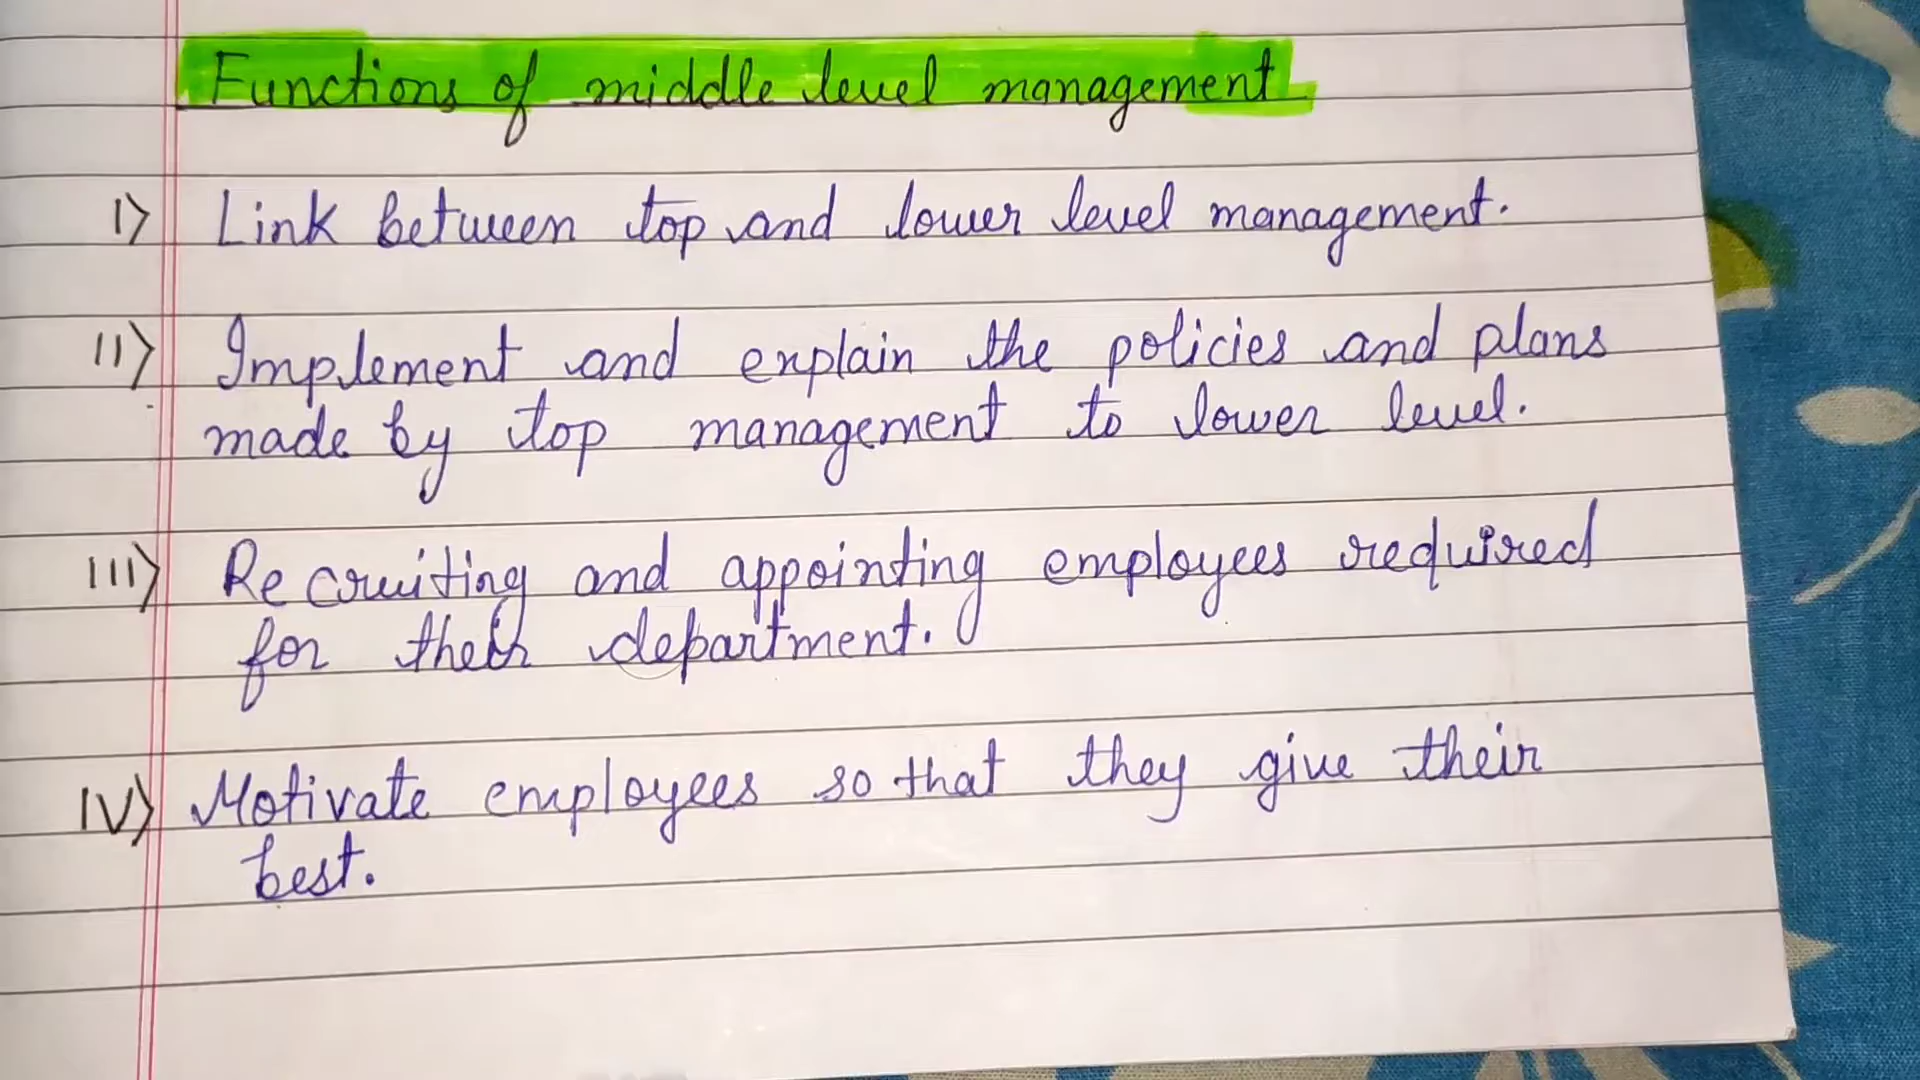 Functions of middle level management
I) Link between top and lower level management.
II) Implement and explain the policies and plans
made by top management to lower level.
III) Recruiting and appointing employees required
for their department.
IV) Motivate employees so that they give their
best.